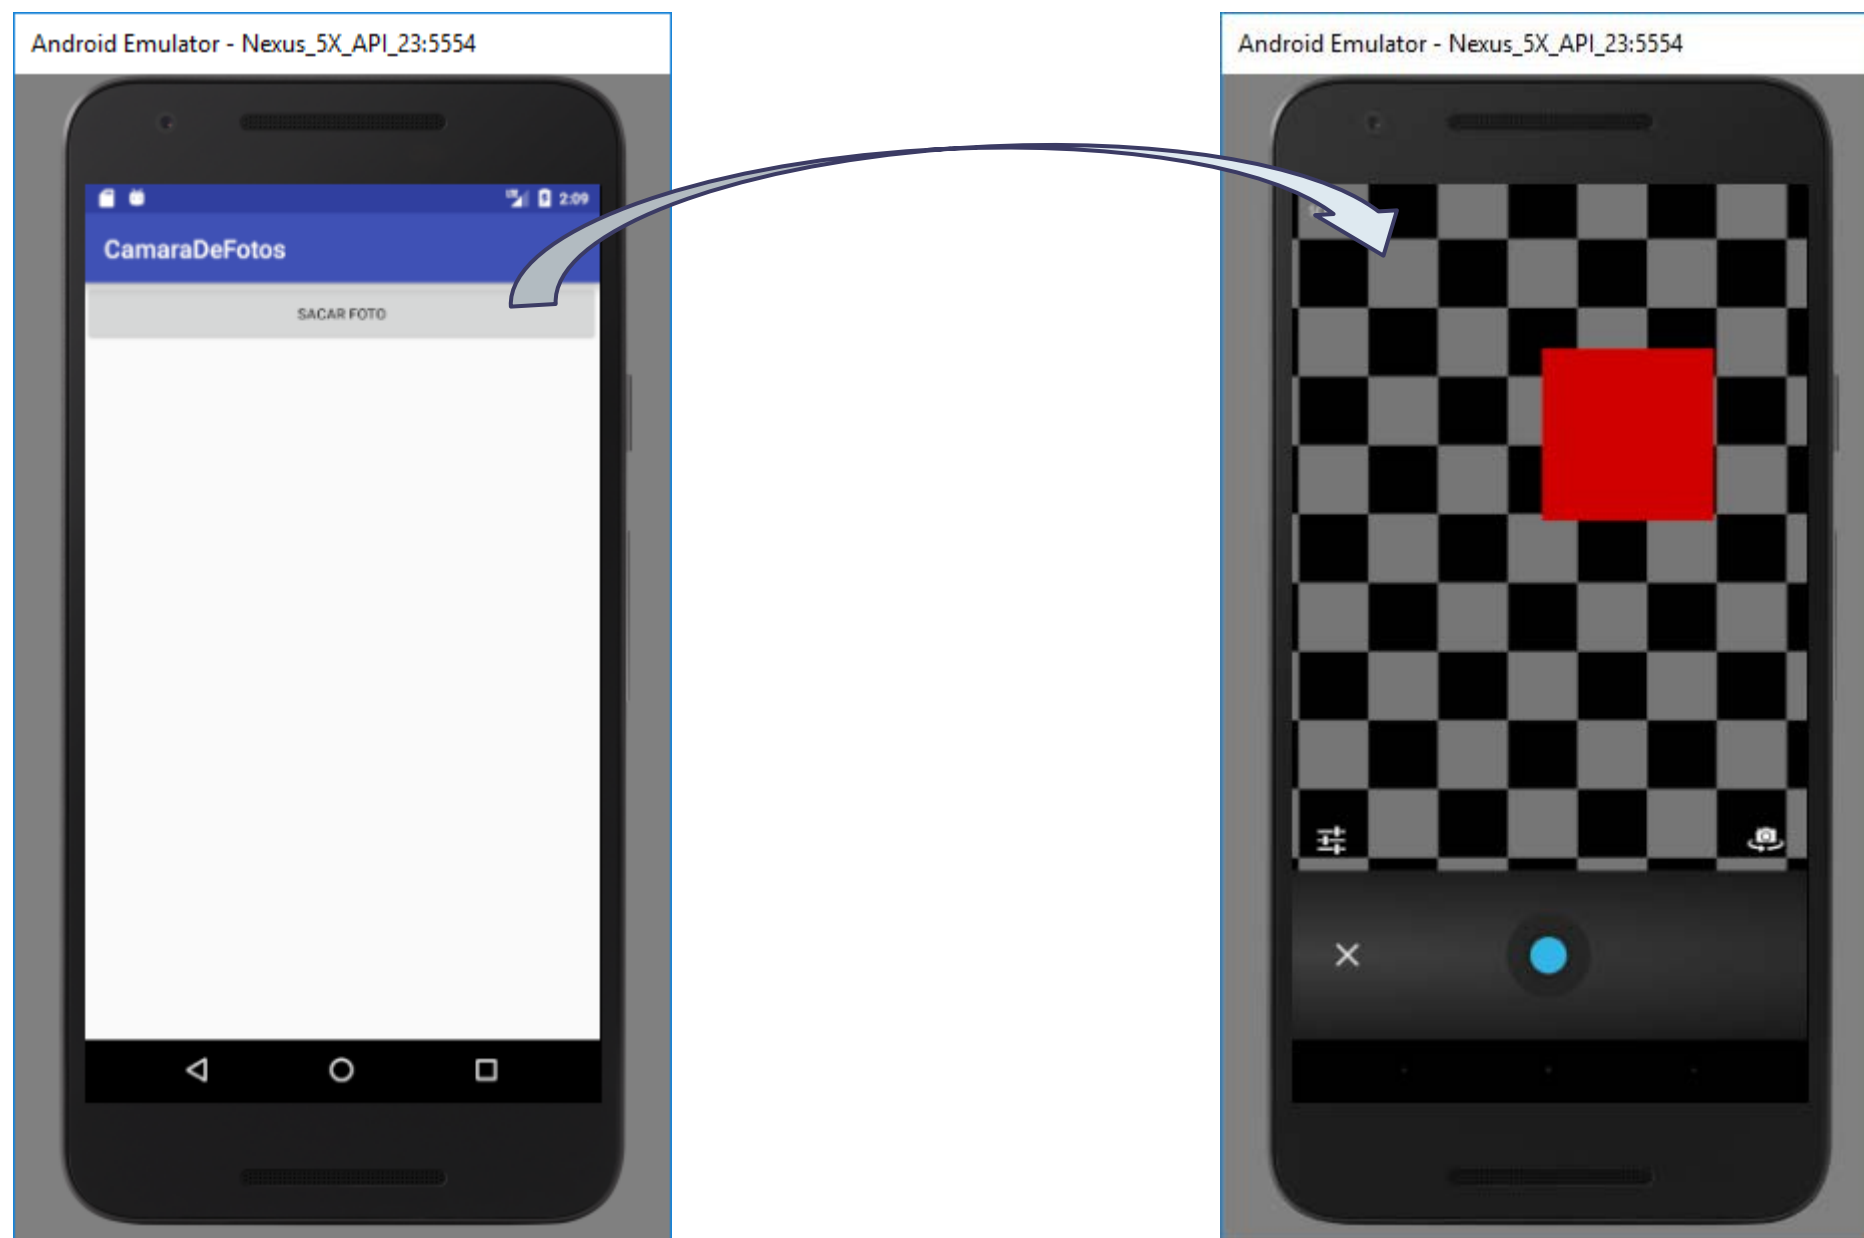 Android Emulator - Nexus_5X_API_23:5554
2:09
CamaraDeFotos
SACAR FOTO
Android Emulator - Nexus_5X_API_23:5554